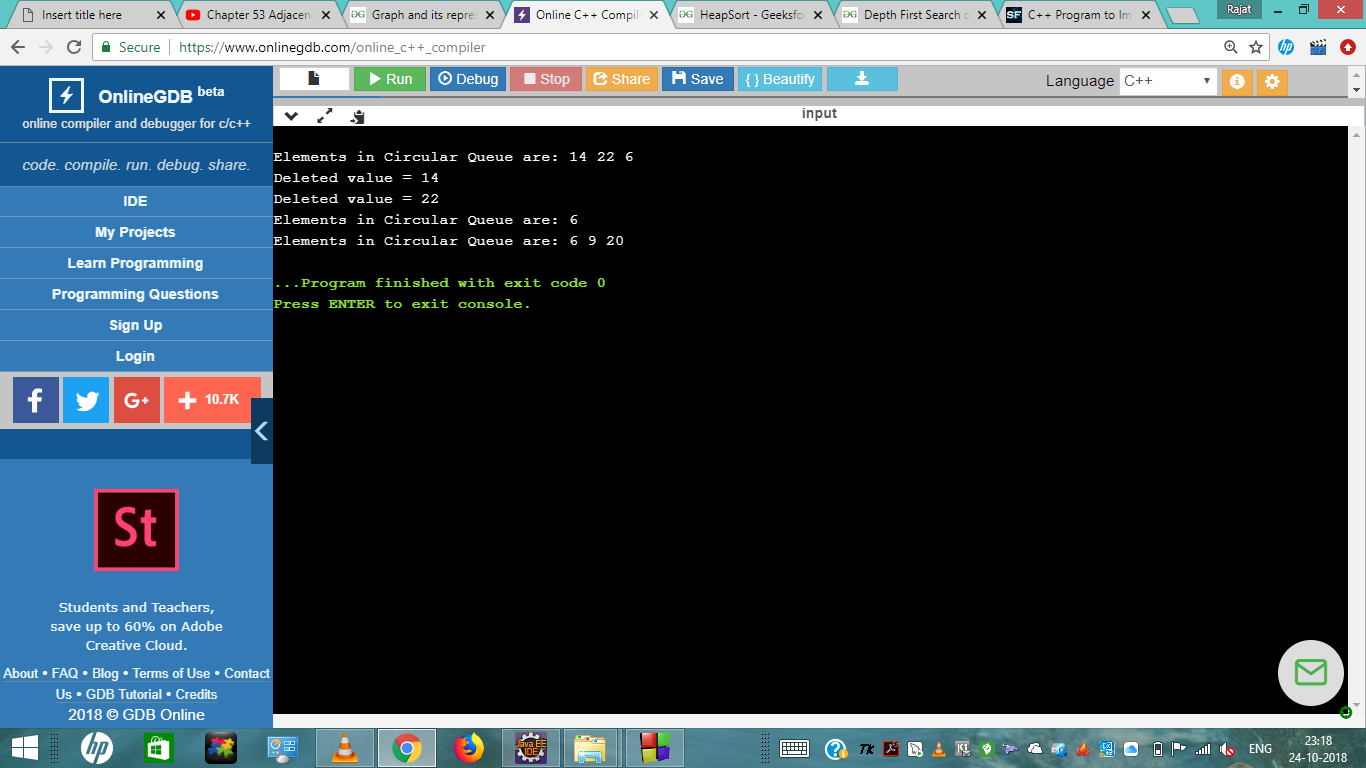 Insert title here
Chapter 53 Adjacen
Graph and its repres
Online C++ Compile
HeapSort - Geeksfo
Depth First Search o
C++ Program to Im
Rajat
Secure https://www.onlinegdb.com/online_c++_compiler
OnlineGDB beta
online compiler and debugger for c/c++
code. compile. run. debug. share.
IDE
My Projects
Learn Programming
Programming Questions
Sign Up
Login
10.7K
St
Students and Teachers,
save up to 60% on Adobe
Creative Cloud.
About • FAQ • Blog • Terms of Use • Contact
Us • GDB Tutorial • Credits
2018 © GDB Online
Run Debug Stop Share Save { } Beautify
Language C++
input
Elements in Circular Queue are: 14 22 6
Deleted value = 14
Deleted value = 22
Elements in Circular Queue are: 6
Elements in Circular Queue are: 6 9 20
...Program finished with exit code 0
Press ENTER to exit console.
ENG
23:18
24-10-2018